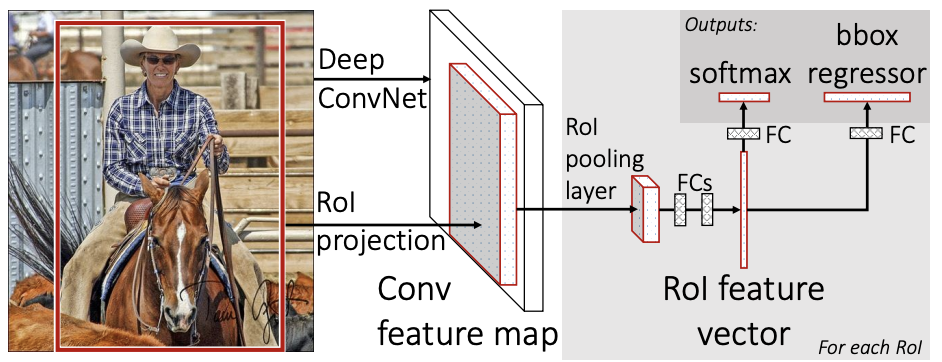 Deep
ConvNet
RoI
projection
Conv
feature map
RoI
pooling
layer
FCs
Outputs:
softmax
bbox
regressor
FC
FC
RoI feature
vector
For each RoI